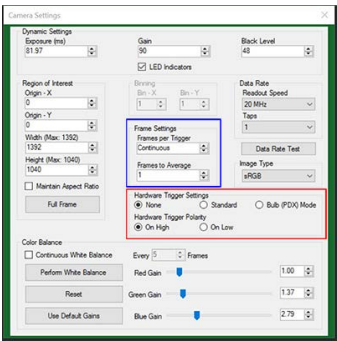 Camera Settings
Dynamic Settings
Exposure (ms) Gain Black Level
81.97 90 48
LED Indicators
Region of Interest Binning Data Rate
Origin - X Bin - X Bin - Y Readout Speed
0 1 1 20 MHz
Origin - Y Taps
0 1
Frame Settings
Width (Max: 1392) Frames per Trigger
1392 Continuous Data Rate Test
Height (Max: 1040) Frames to Average Image Type
1040 1 sRGB
Maintain Aspect Ratio
Full Frame
Hardware Trigger Settings
None Standard Bulb (PDX) Mode
Hardware Trigger Polarity
On High On Low
Color Balance
Continuous White Balance Every 5 Frames
Perform White Balance Red Gain 1.00
Reset Green Gain 1.37
Use Default Gains Blue Gain 2.79